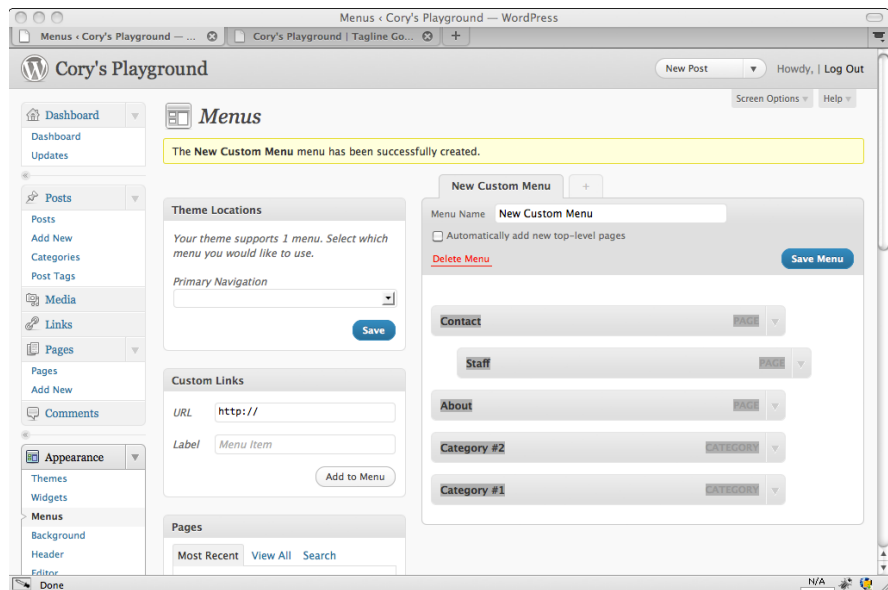 Menus ‹ Cory's Playground — WordPress
Menus ‹ Cory's Playground — ...
Cory's Playground | Tagline Go...
+
Cory's Playground
New Post
Howdy, | Log Out
Screen Options
Help
Dashboard
Dashboard
Updates
Posts
Posts
Add New
Categories
Post Tags
Media
Links
Pages
Pages
Add New
Comments
Appearance
Themes
Widgets
Menus
Background
Header
Editor
Menus
The New Custom Menu menu has been successfully created.
Theme Locations
Your theme supports 1 menu. Select which
menu you would like to use.
Primary Navigation
Save
Custom Links
URL http://
Label Menu Item
Add to Menu
Pages
Most Recent View All Search
New Custom Menu +
Menu Name New Custom Menu
Automatically add new top-level pages
Delete Menu
Save Menu
Contact PAGE
Staff PAGE
About PAGE
Category #2 CATEGORY
Category #1 CATEGORY
Done
N/A